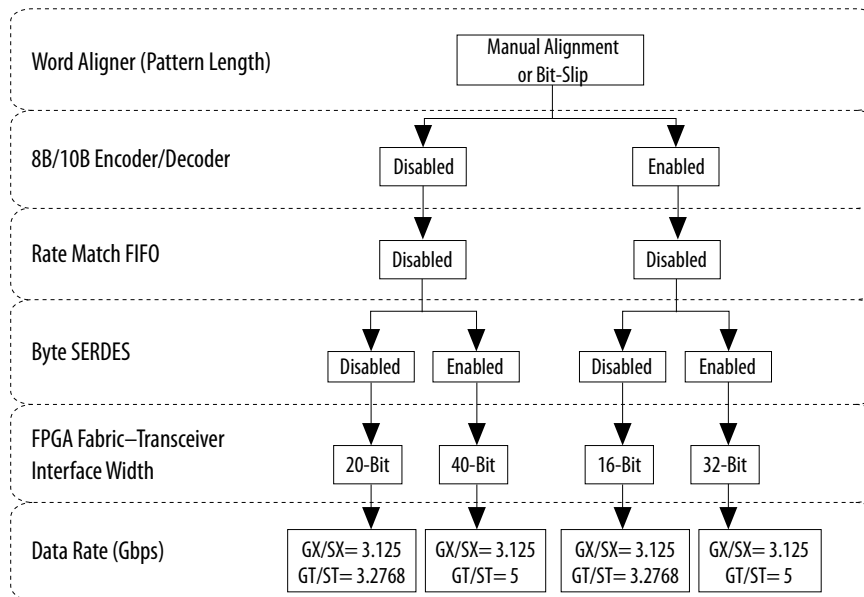 Word Aligner (Pattern Length)
Manual Alignment
or Bit-Slip
8B/10B Encoder/Decoder
Disabled
Enabled
Rate Match FIFO
Disabled
Disabled
Byte SERDES
Disabled
Enabled
Disabled
Enabled
FPGA Fabric–Transceiver
Interface Width
20-Bit
40-Bit
16-Bit
32-Bit
Data Rate (Gbps)
GX/SX= 3.125
GT/ST= 3.2768
GX/SX= 3.125
GT/ST= 5
GX/SX= 3.125
GT/ST= 3.2768
GX/SX= 3.125
GT/ST= 5